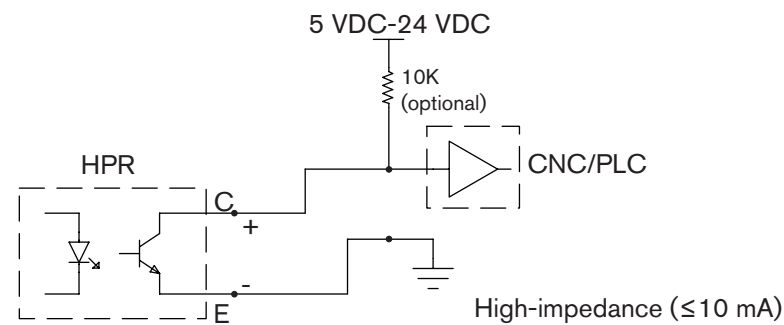 5 VDC-24 VDC
10K
(optional)
HPR
CNC/PLC
C
+
-
E
High-impedance (≤10 mA)